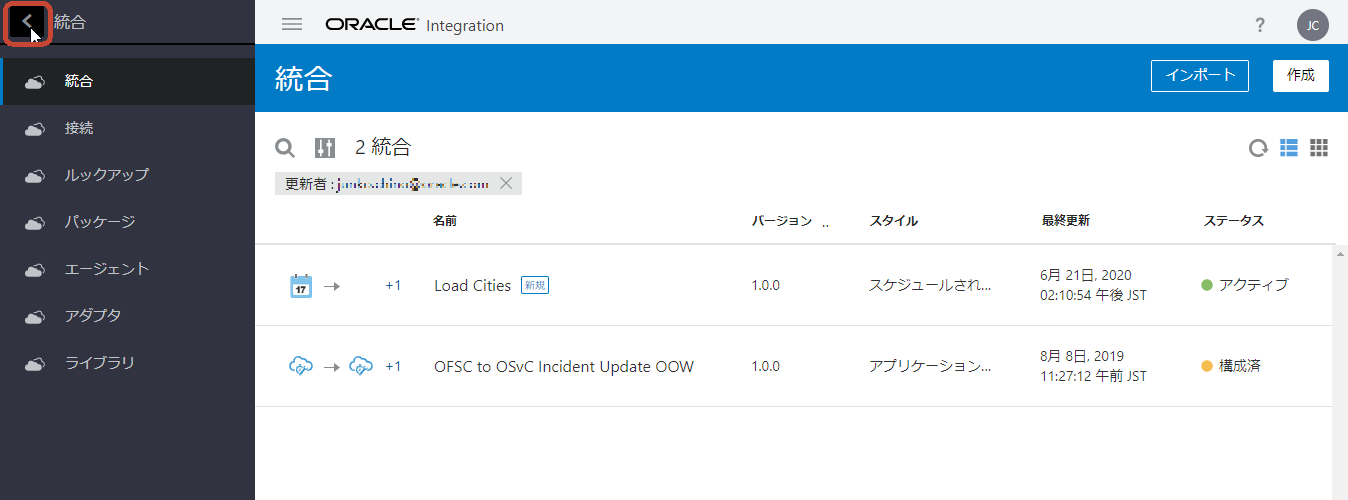 統合
統合
接続
ルックアップ
パッケージ
エージェント
アダプタ
ライブラリ
ORACLE® Integration
?
JC
統合
インポート
作成
2 統合
更新者 :
名前 バージョン .. スタイル 最終更新 ステータス
17 +1 Load Cities 新規 1.0.0 スケジュールされ... 6月 21日, 2020 アクティブ
02:10:54 午後 JST
+1 OFSC to OSvC Incident Update OOW 1.0.0 アプリケーション... 8月 8日, 2019 構成済
11:27:12 午前 JST